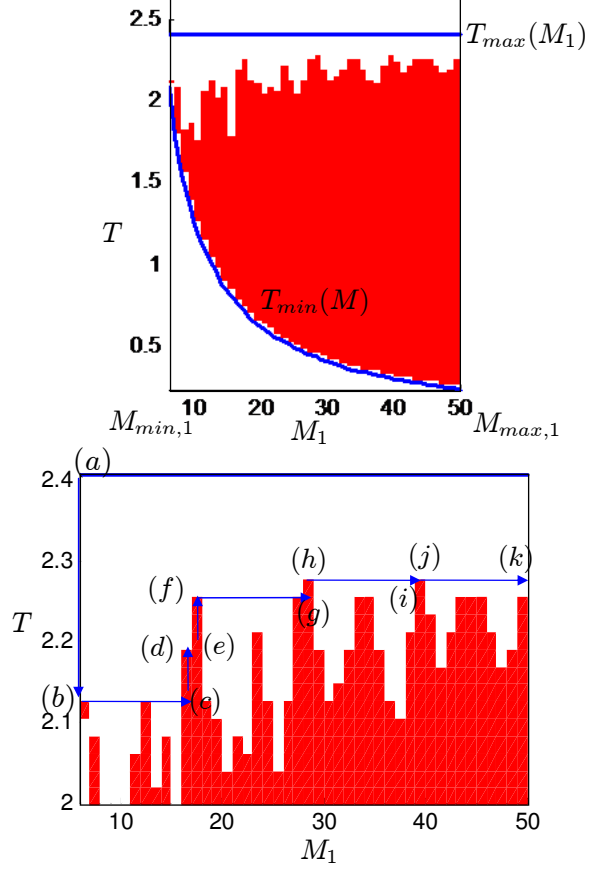 2.5
T_{max}(M_1)
2
1.5
T
1
T_{min}(M)
0.5
10 20 30 40 50
M_{min,1} M_1 M_{max,1}
(a)
2.4
(h) (j) (k)
2.3
(f)
(g) (i)
T
2.2
(d) (e)
(b) (c)
2.1
2
10 20 30 40 50
M_1